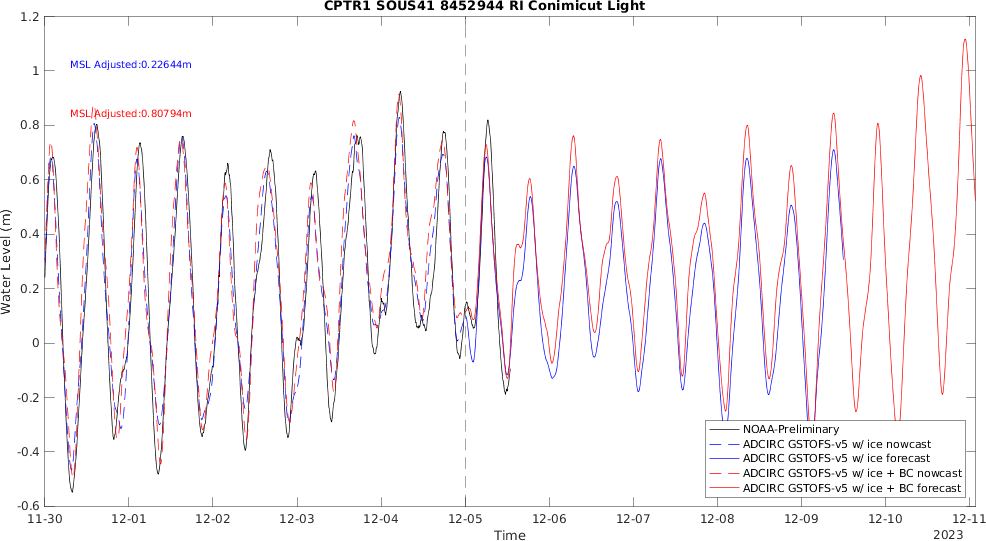 CPTR1 SOUS41 8452944 RI Conimicut Light
MSL Adjusted:0.22644m
MSL Adjusted:0.80794m
Water Level (m)
1.2
1
0.8
0.6
0.4
0.2
0
-0.2
-0.4
-0.6
NOAA-Preliminary
ADCIRC GSTOFS-v5 w/ ice nowcast
ADCIRC GSTOFS-v5 w/ ice forecast
ADCIRC GSTOFS-v5 w/ ice + BC nowcast
ADCIRC GSTOFS-v5 w/ ice + BC forecast
11-30 12-01 12-02 12-03 12-04 12-05 12-06 12-07 12-08 12-09 12-10 12-11
Time
2023